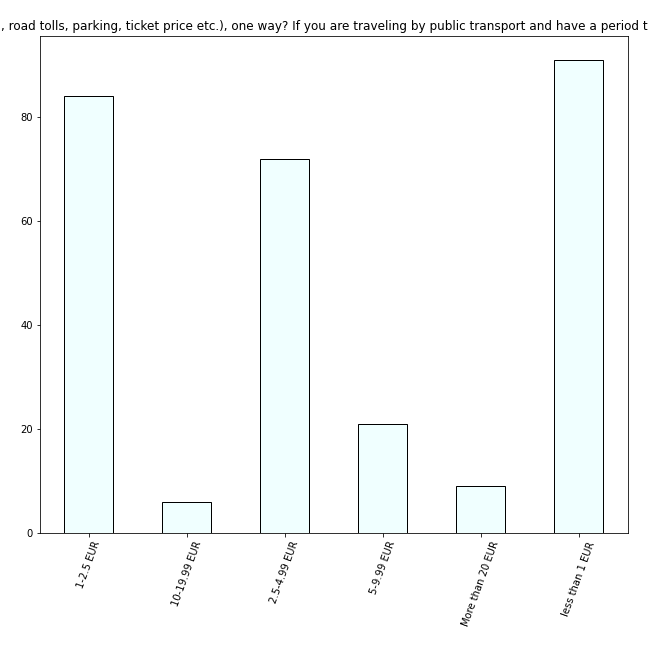 , road tolls, parking, ticket price etc.), one way? If you are traveling by public transport and have a period t
80
60
40
20
0
1-2.5 EUR
10-19.99 EUR
2.5-4.99 EUR
5-9.99 EUR
More than 20 EUR
less than 1 EUR